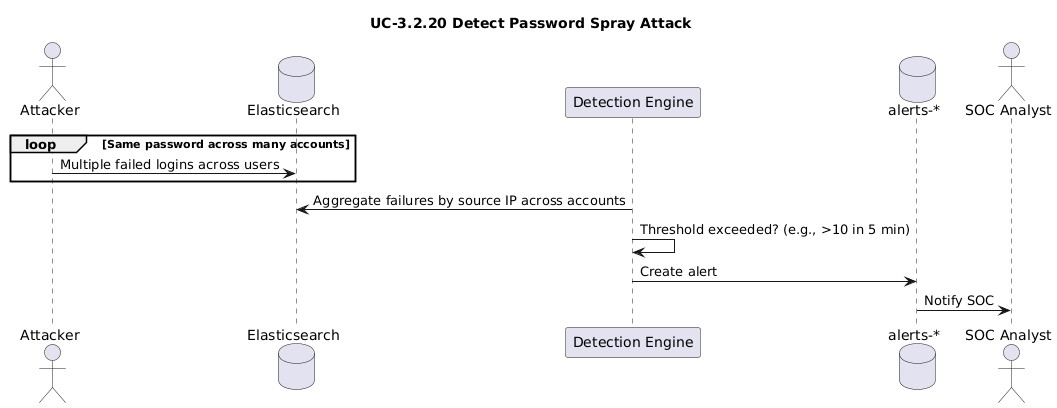 UC-3.2.20 Detect Password Spray Attack
Attacker
Elasticsearch
Detection Engine
alerts-*
SOC Analyst
loop
[Same password across many accounts]
Multiple failed logins across users
Aggregate failures by source IP across accounts
Threshold exceeded? (e.g., >10 in 5 min)
Create alert
Notify SOC
Attacker
Elasticsearch
Detection Engine
alerts-*
SOC Analyst